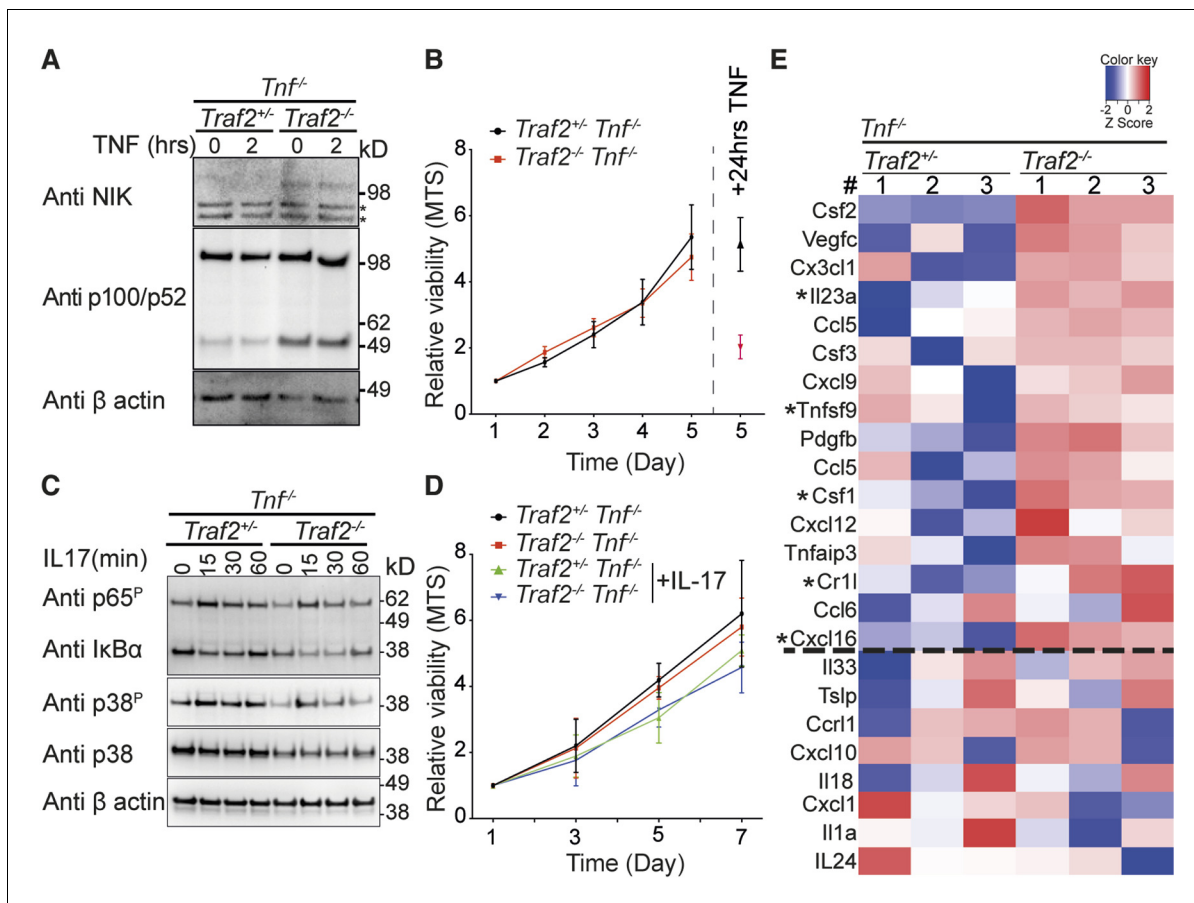 A
Tnf-/-
Traf2+/- Traf2-/-
TNF (hrs) 0 2 0 2 kD
Anti NIK
-98
*
*
Anti p100/p52
-98
62
-49
Anti β actin
-49
B
Traf2+/- Tnf-/-
Traf2-/- Tnf-/-
+24hrs TNF
Relative viability (MTS)
8
6
4
2
0
1 2 3 4 5 5
Time (Day)
C
Tnf-/-
Traf2+/- Traf2-/-
IL17(min) 0 15 30 60 0 15 30 60 kD
Anti p65P
-62
-49
Anti IκBα
-38
Anti p38P
-38
Anti p38
-38
-49
Anti β actin
-38
D
Traf2+/- Tnf-/-
Traf2-/- Tnf-/-
Traf2+/- Tnf-/-
Traf2-/- Tnf-/-
+IL-17
Relative viability (MTS)
8
6
4
2
0
1 3 5 7
Time (Day)
E
Color key
-2 0 2
Z Score
Tnf-/-
Traf2+/- Traf2-/-
# 1 2 3 1 2 3
Csf2
Vegfc
Cx3cl1
*Il23a
Ccl5
Csf3
Cxcl9
*Tnfsf9
Pdgfb
Ccl5
*Csf1
Cxcl12
Tnfaip3
*Cr1l
Ccl6
*Cxcl16
Il33
Tslp
Ccrl1
Cxcl10
Il18
Cxcl1
Il1a
IL24